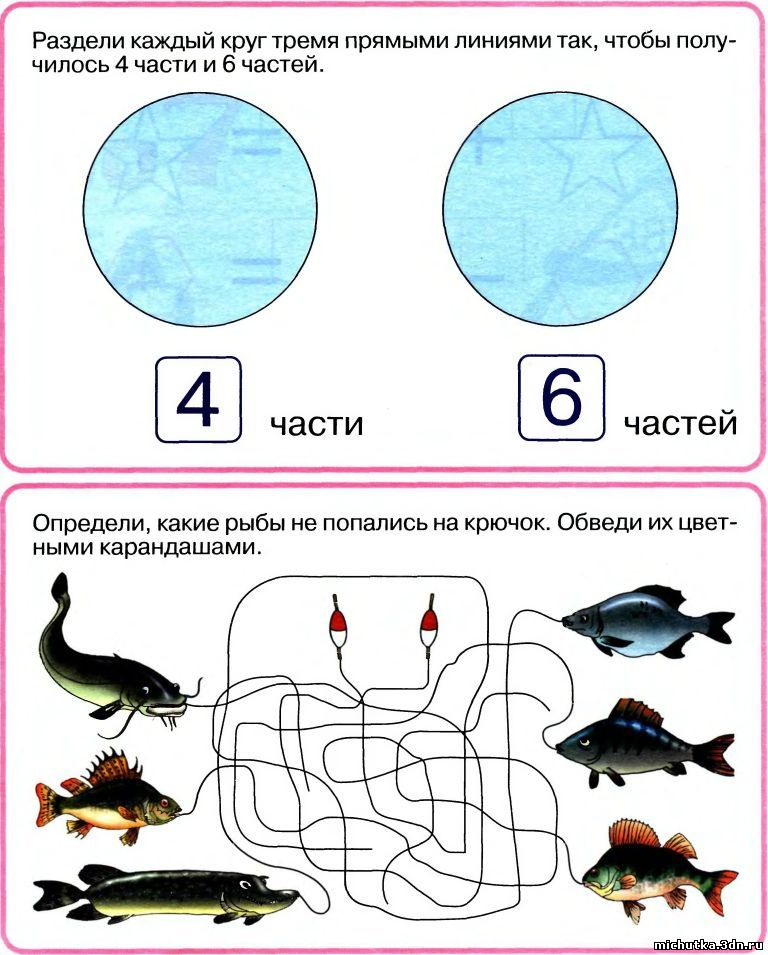 Раздели каждый круг тремя прямыми линиями так, чтобы полу-
чилось 4 части и 6 частей.
4 части
6 частей
Определи, какие рыбы не попались на крючок. Обведи их цвет-
ными карандашами.
michutka.3dn.ru